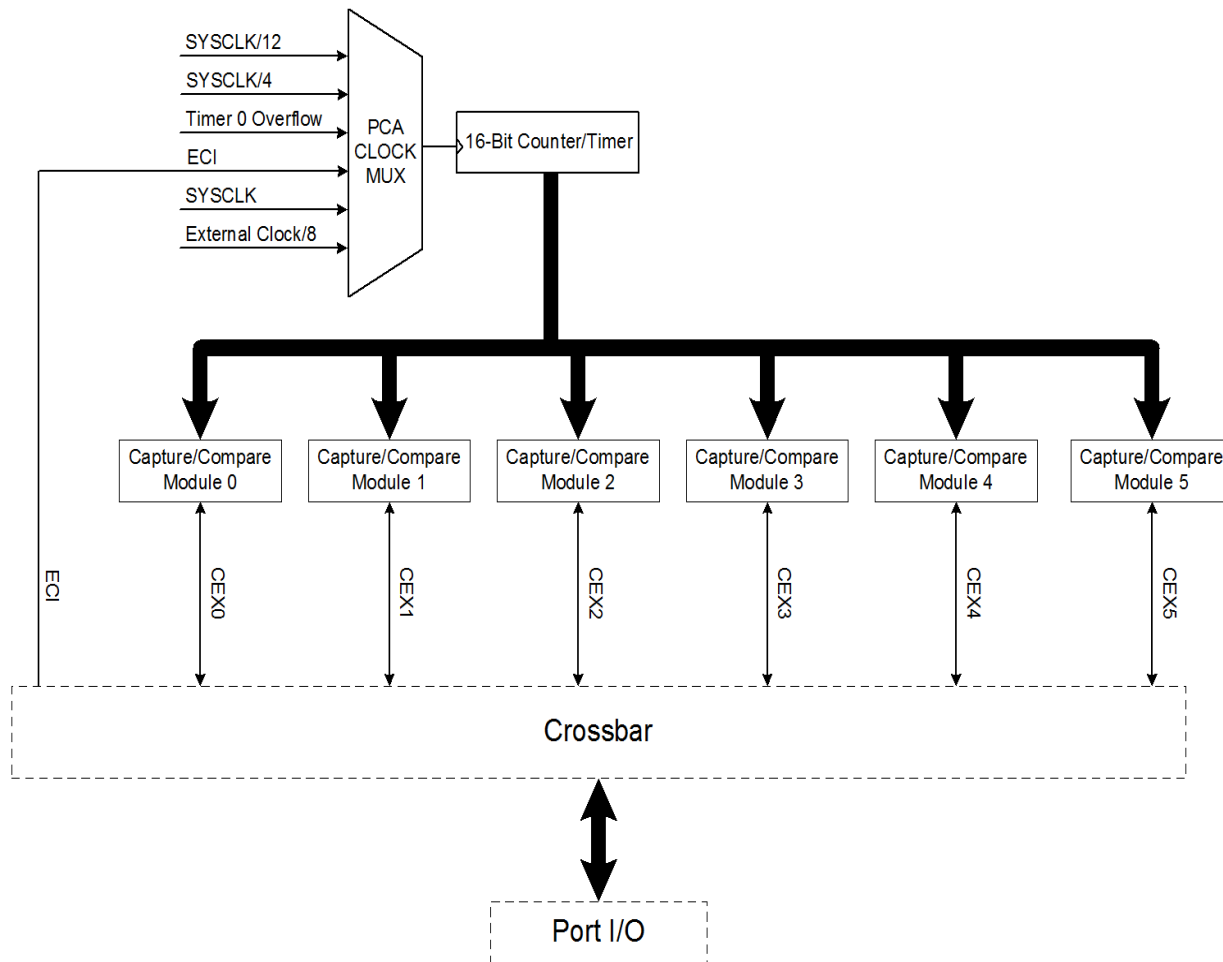 SYSCLK/12
SYSCLK/4
Timer 0 Overflow
ECI
SYSCLK
External Clock/8
PCA
CLOCK
MUX
16-Bit Counter/Timer
Capture/Compare
Module 0
Capture/Compare
Module 1
Capture/Compare
Module 2
Capture/Compare
Module 3
Capture/Compare
Module 4
Capture/Compare
Module 5
ECI
CEX0
CEX1
CEX2
CEX3
CEX4
CEX5
Crossbar
Port I/O